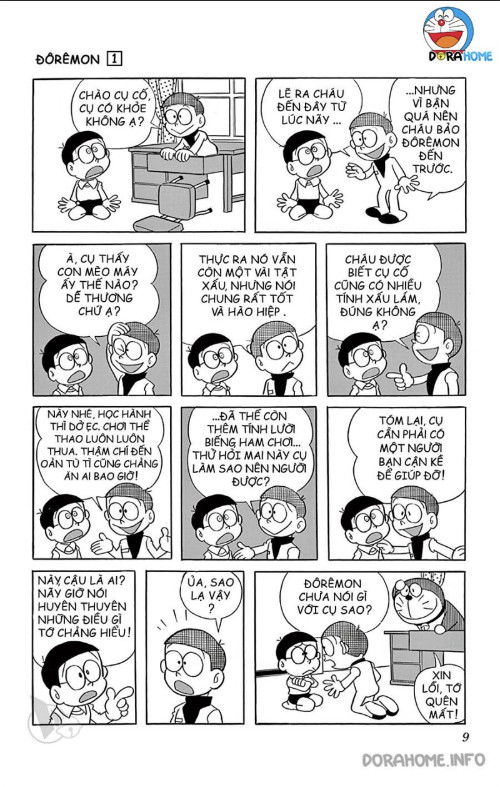 DORAHOME
ĐÔRÊMON 1
CHÀO CỤ CỐ,
CỤ CÓ KHỎE
KHÔNG Ạ?
LẼ RA CHÁU
ĐẾN ĐÂY TỪ
LÚC NÃY ...
...NHƯNG
VÌ BẬN
QUÁ NÊN
CHÁU BẢO
ĐÔRÊMON
ĐẾN
TRƯỚC.
À, CỤ THẤY
CON MÈO MÁY
ẤY THẾ NÀO?
DỄ THƯƠNG
CHỨ Ạ?
THỰC RA NÓ VẪN
CÒN MỘT VÀI TẬT
XẤU, NHƯNG NÓI
CHUNG RẤT TỐT
VÀ HÀO HIỆP.
CHÁU ĐƯỢC
BIẾT CỤ CỐ
CŨNG CÓ NHIỀU
TÍNH XẤU LẮM,
ĐÚNG KHÔNG
Ạ?
NÀY NHÉ, HỌC HÀNH
THÌ DỞ ẸC. CHƠI THỂ
THAO LUÔN LUÔN
THUA. THẬM CHÍ ĐẾN
OẲN TÙ TÌ CŨNG CHẲNG
ĂN AI BAO GIỜ!
...ĐÃ THẾ CÒN
THÊM TÍNH LƯỜI
BIẾNG HAM CHƠI...
THỬ HỎI MAI NÀY CỤ
LÀM SAO NÊN NGƯỜI
ĐƯỢC?
TÓM LẠI, CỤ
CẦN PHẢI CÓ
MỘT NGƯỜI
BẠN CẬN KỀ
ĐỂ GIÚP ĐỠ!
NÀY, CẬU LÀ AI?
NÃY GIỜ NÓI
HUYÊN THUYÊN
NHỮNG ĐIỀU GÌ
TỚ CHẲNG HIỂU!
ỦA, SAO
LẠ VẬY
?
ĐÔRÊMON
CHƯA NÓI GÌ
VỚI CỤ SAO?
XIN
LỖI, TỚ
QUÊN
MẤT!
9
DORAHOME.INFO